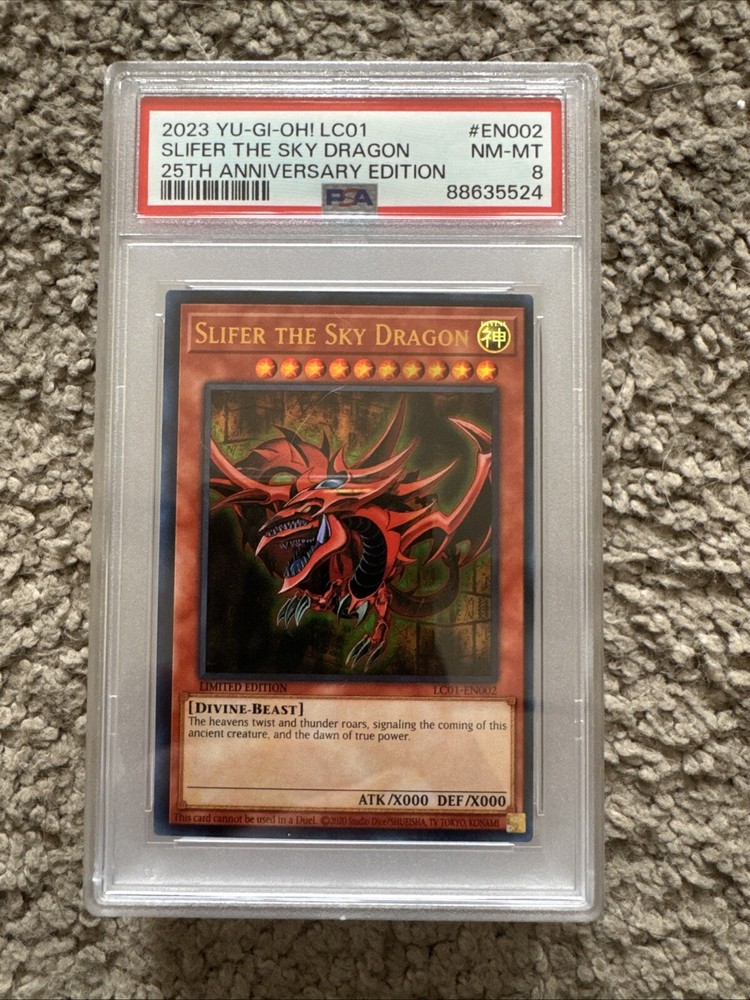 2023 YU-GI-OH! LC01 #EN002
SLIFER THE SKY DRAGON NM-MT
25TH ANNIVERSARY EDITION 8
PSA 88635524
SLIFER THE SKY DRAGON 神
LIMITED EDITION LC01-EN002
[DIVINE-BEAST]
The heavens twist and thunder roars, signaling the coming of this
ancient creature, and the dawn of true power.
ATK/X000 DEF/X000
This card cannot be used in a Duel. ©2020 Studio Dice/SHUEISHA, TV TOKYO, KONAMI